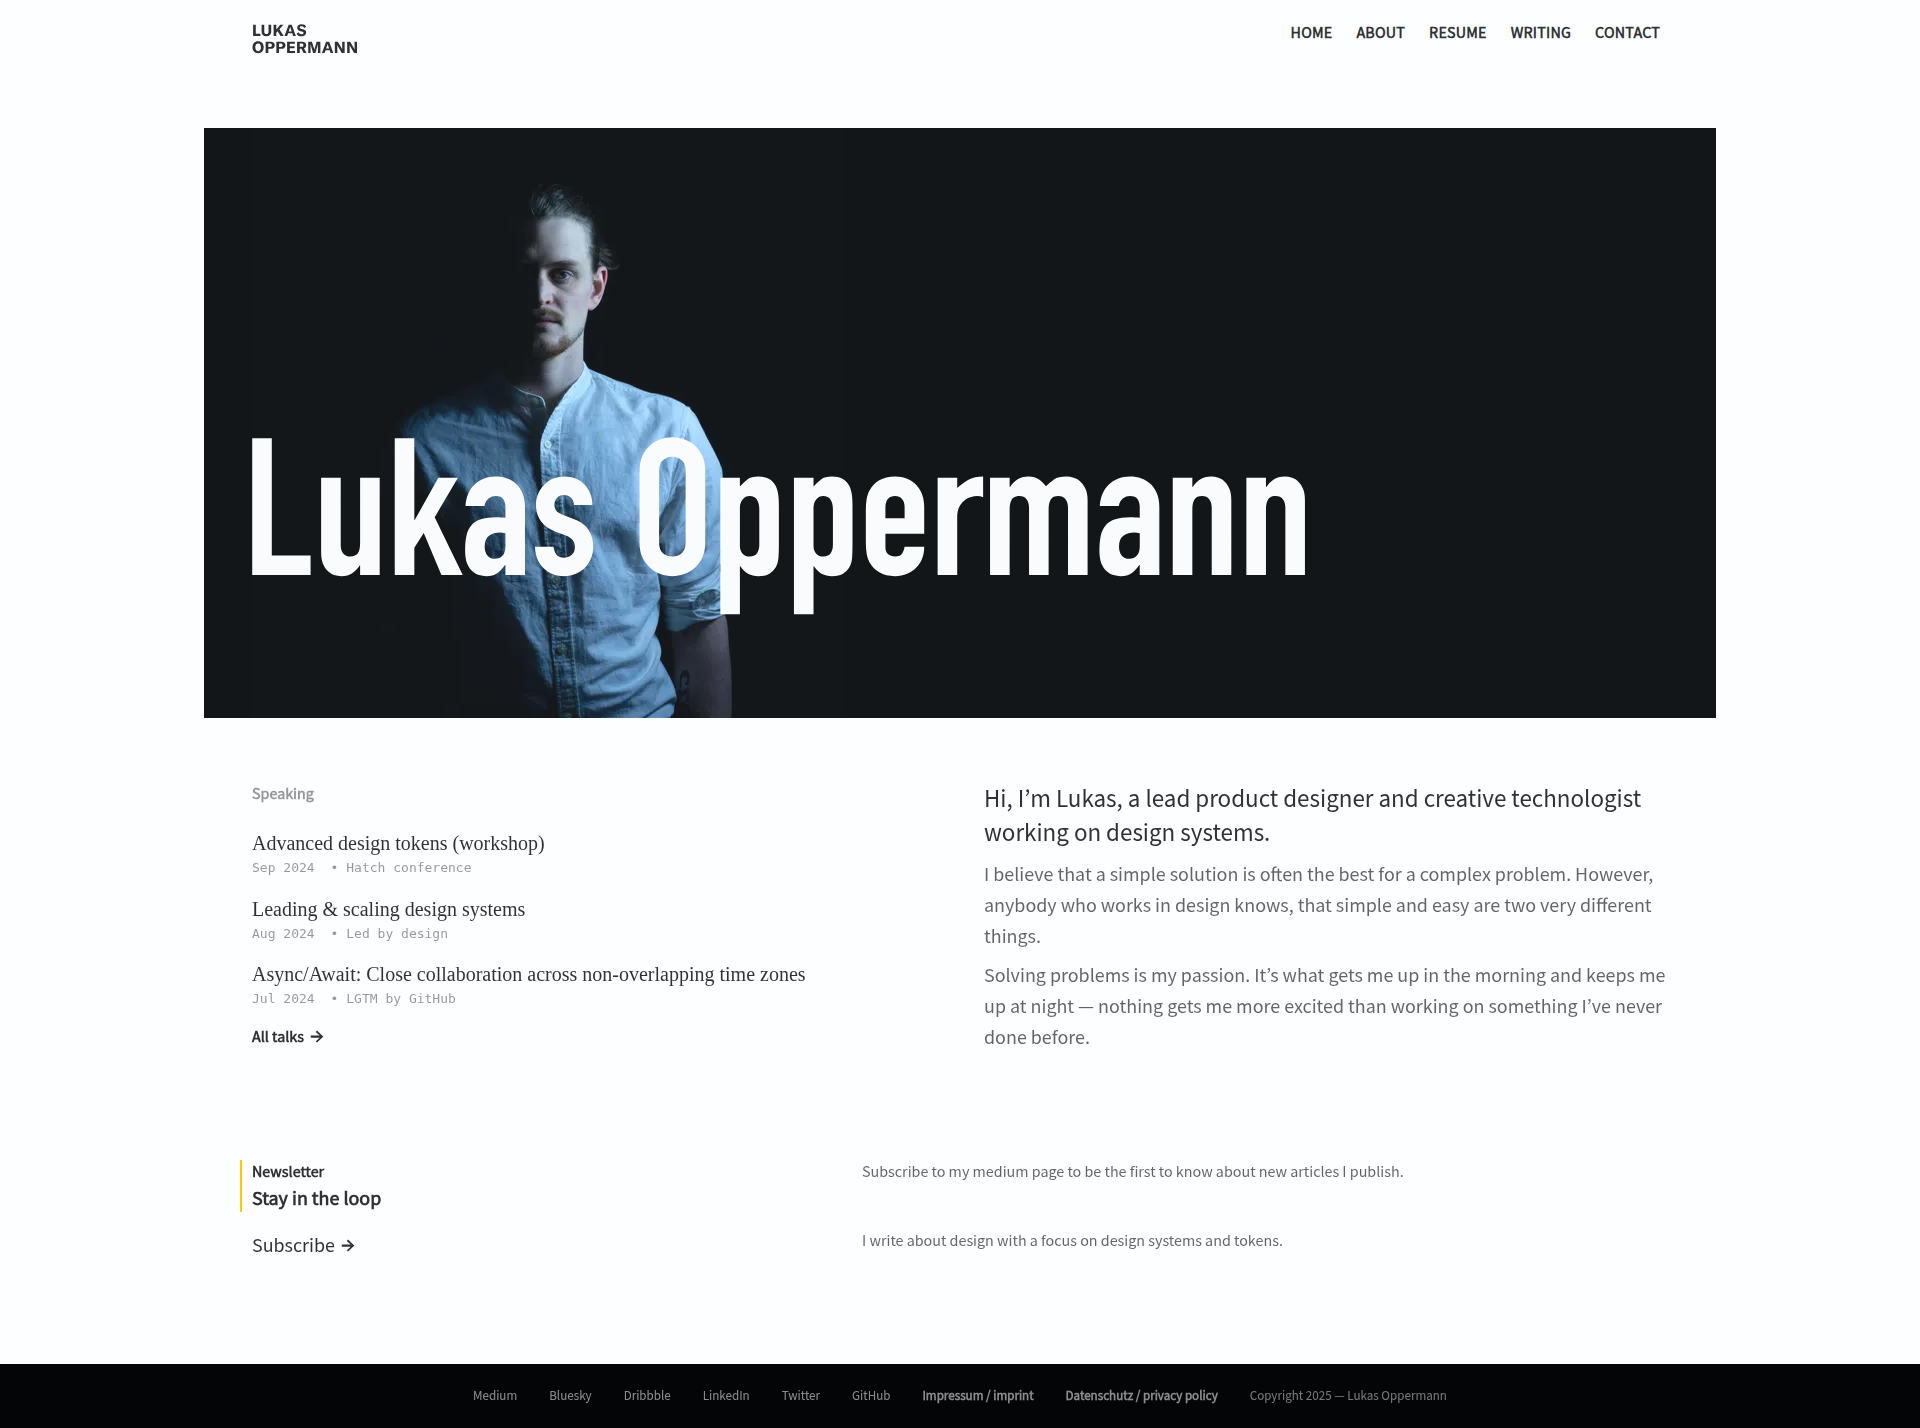 LUKAS
OPPERMANN
HOME ABOUT RESUME WRITING CONTACT
Lukas Oppermann
Speaking
Advanced design tokens (workshop)
Sep 2024 • Hatch conference
Leading & scaling design systems
Aug 2024 • Led by design
Async/Await: Close collaboration across non-overlapping time zones
Jul 2024 • LGTM by GitHub
All talks →
Hi, I’m Lukas, a lead product designer and creative technologist
working on design systems.
I believe that a simple solution is often the best for a complex problem. However,
anybody who works in design knows, that simple and easy are two very different
things.
Solving problems is my passion. It’s what gets me up in the morning and keeps me
up at night — nothing gets me more excited than working on something I’ve never
done before.
Newsletter
Stay in the loop
Subscribe →
Subscribe to my medium page to be the first to know about new articles I publish.
I write about design with a focus on design systems and tokens.
Medium Bluesky Dribbble LinkedIn Twitter GitHub Impressum / imprint Datenschutz / privacy policy Copyright 2025 — Lukas Oppermann